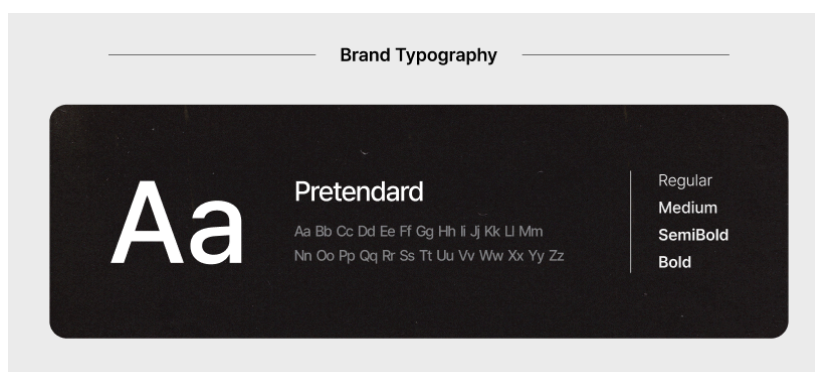 Brand Typography
Aa
Pretendard
Aa Bb Cc Dd Ee Ff Gg Hh Ii Jj Kk Ll Mm
Nn Oo Pp Qq Rr Ss Tt Uu Vv Ww Xx Yy Zz
Regular
Medium
SemiBold
Bold